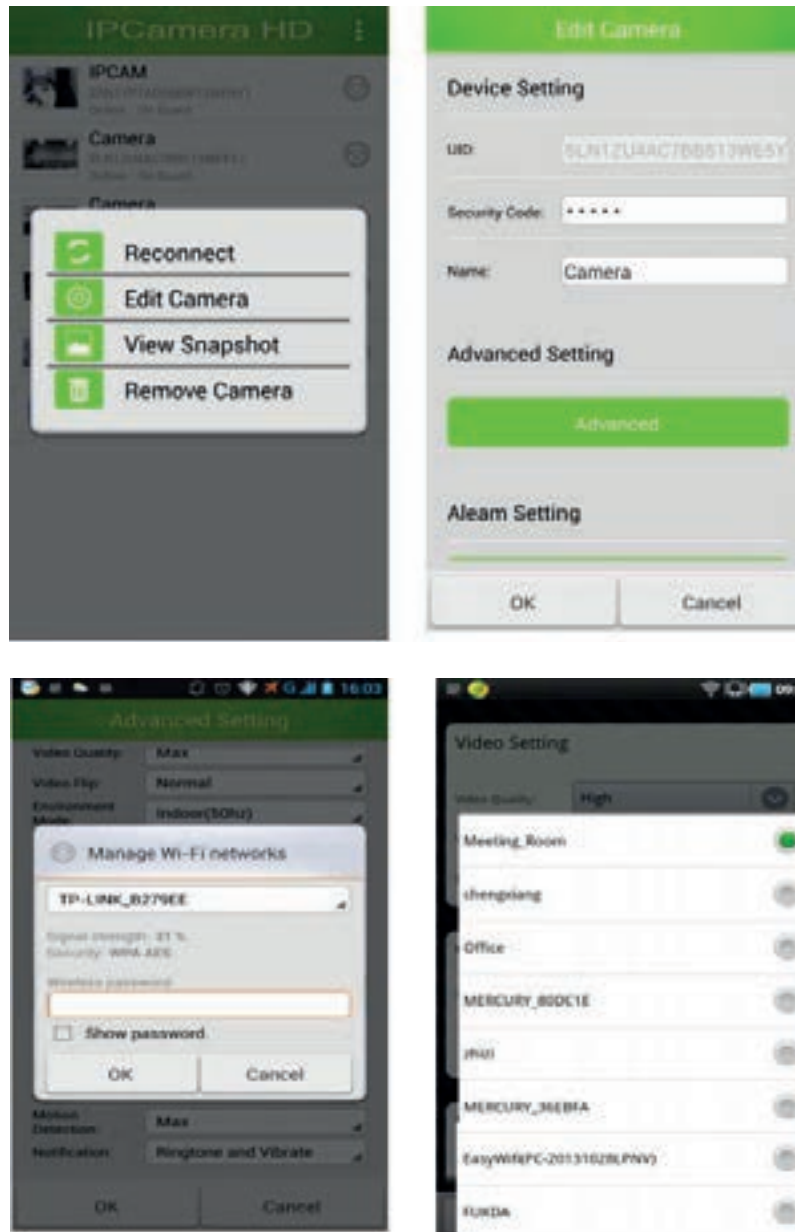 IPCamera HD
IPCAM
Camera
Camera
Reconnect
Edit Camera
View Snapshot
Remove Camera
Edit Camera
Device Setting
UID:
Security Code: •••••
Name: Camera
Advanced Setting
Advanced
Aleam Setting
OK Cancel
16:03
Advanced Setting
Video Quality: Max
Video Flip: Normal
Environment Mode: Indoor(50hz)
Manage Wi-Fi networks
TP-LINK_B279EE
Signal strength: 81 %
Security: WPA AES
Wireless password
Show password
OK Cancel
Motion Detection: Max
Notification: Ringtone and Vibrate
OK Cancel
Video Setting
Video Quality: High
Meeting_Room
chengxiang
Office
MERCURY_80DC1E
zhizi
MERCURY_36EBFA
FUKDA